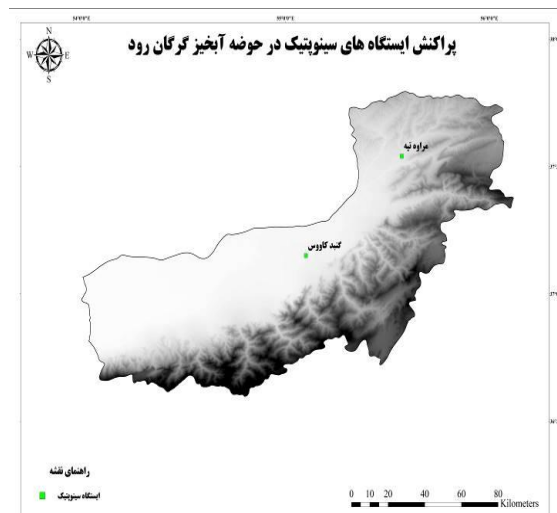 پراکنش ایستگاه های سینوپتیک در حوضه آبخیز گرگان رود
N
W E
S
مراوه تپه
گنبد کاووس
راهنمای نقشه
ایستگاه سینوپتیک
0 5 10 20 40 60 80
Kilometers